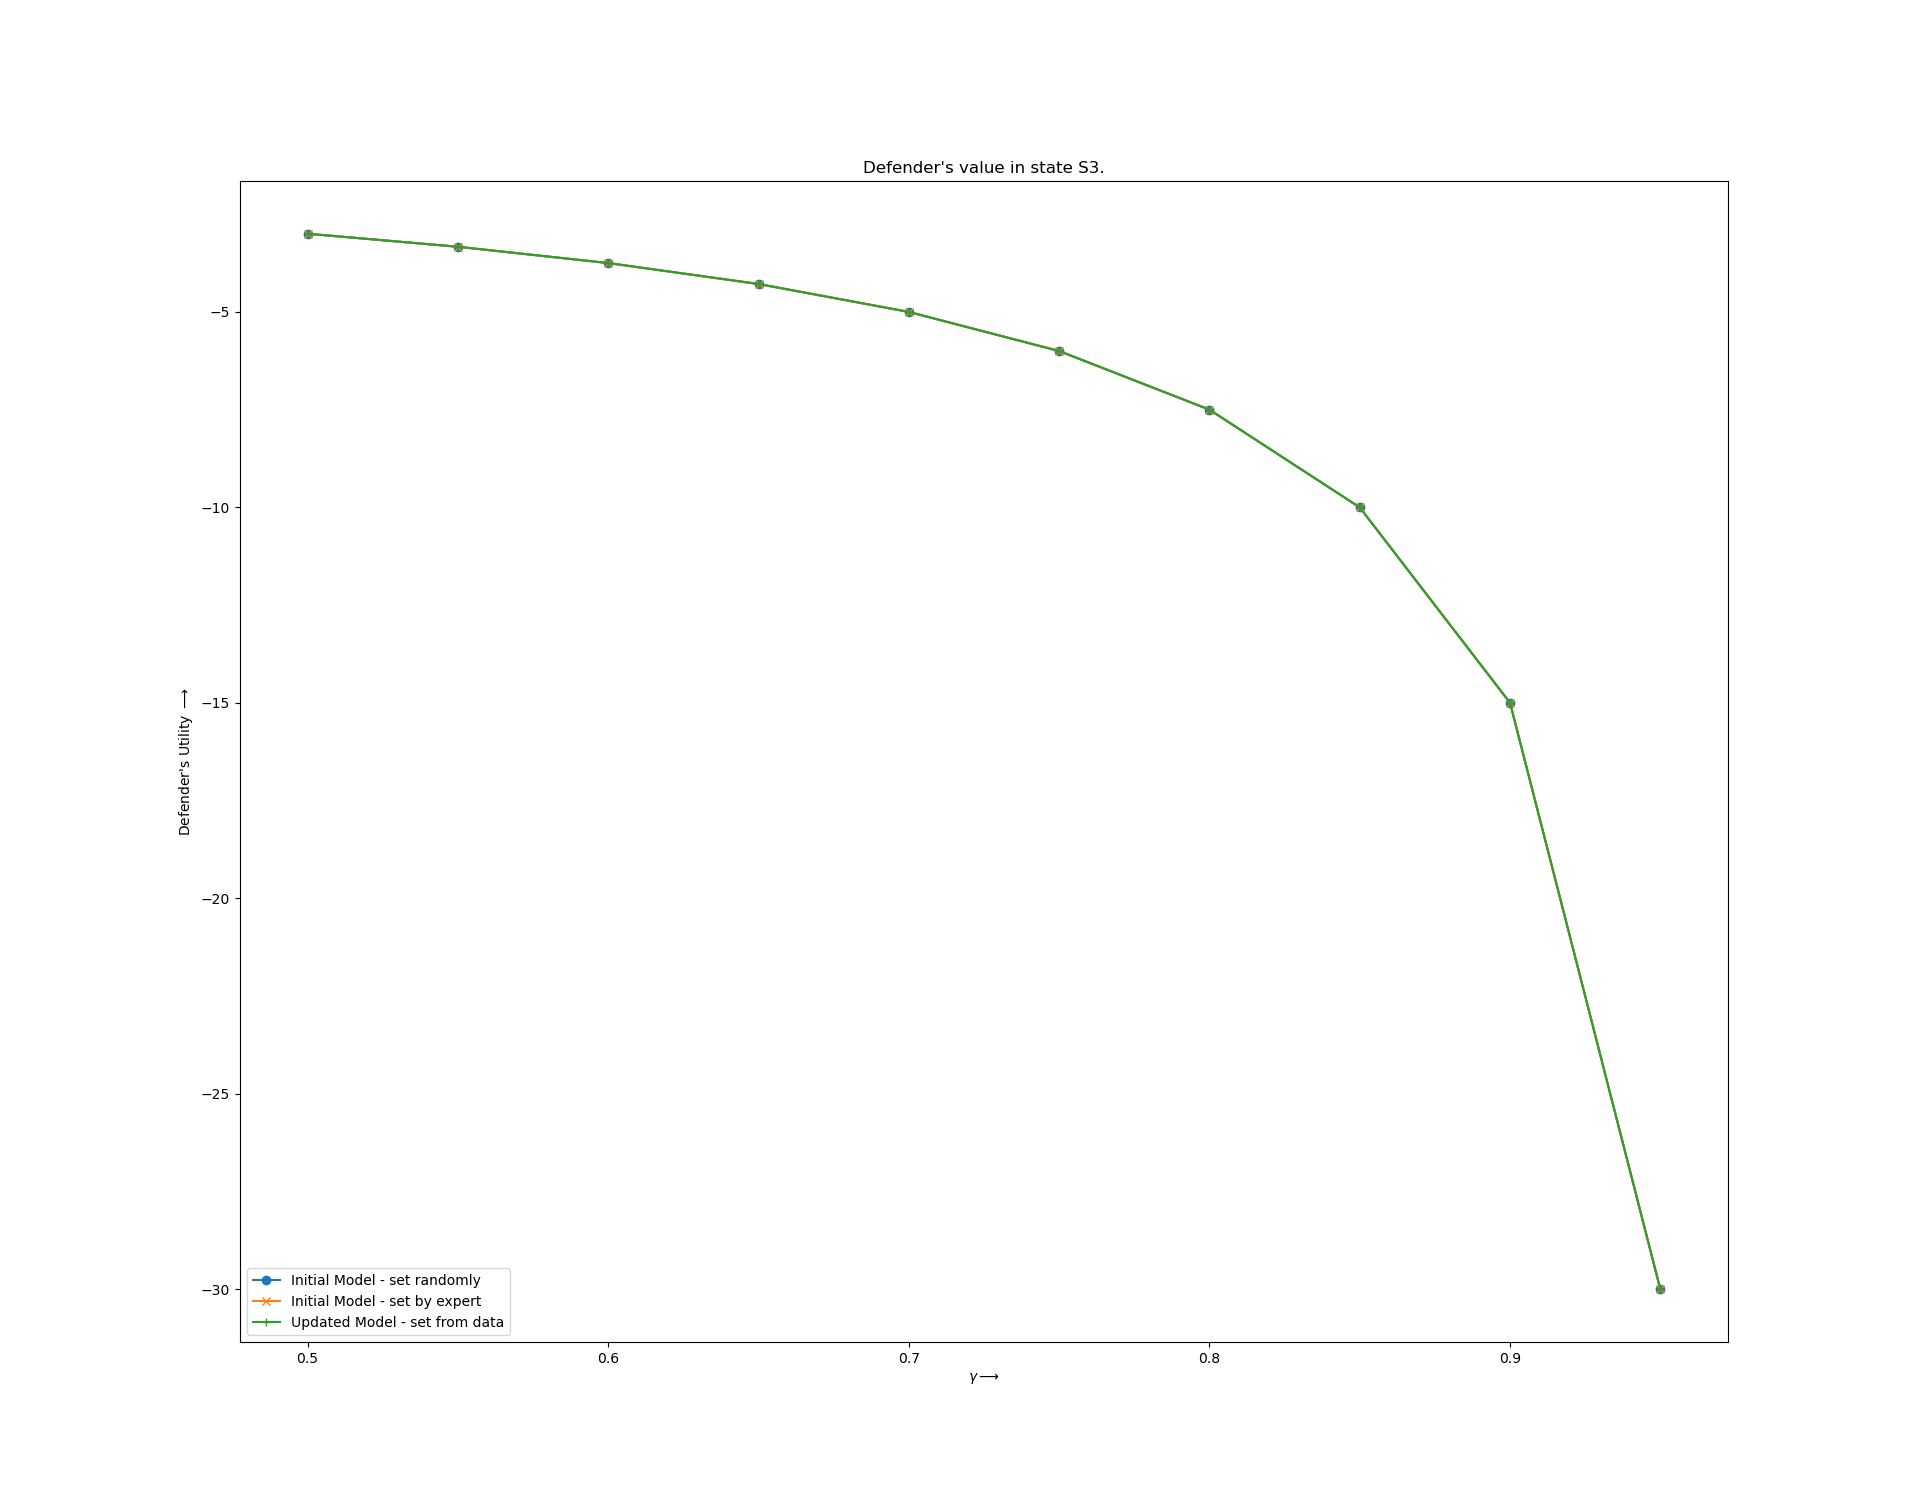 Defender's value in state S3.
Defender's Utility ⟶
−5
−10
−15
−20
−25
−30
Initial Model - set randomly
Initial Model - set by expert
Updated Model - set from data
0.5 0.6 0.7 0.8 0.9
γ⟶